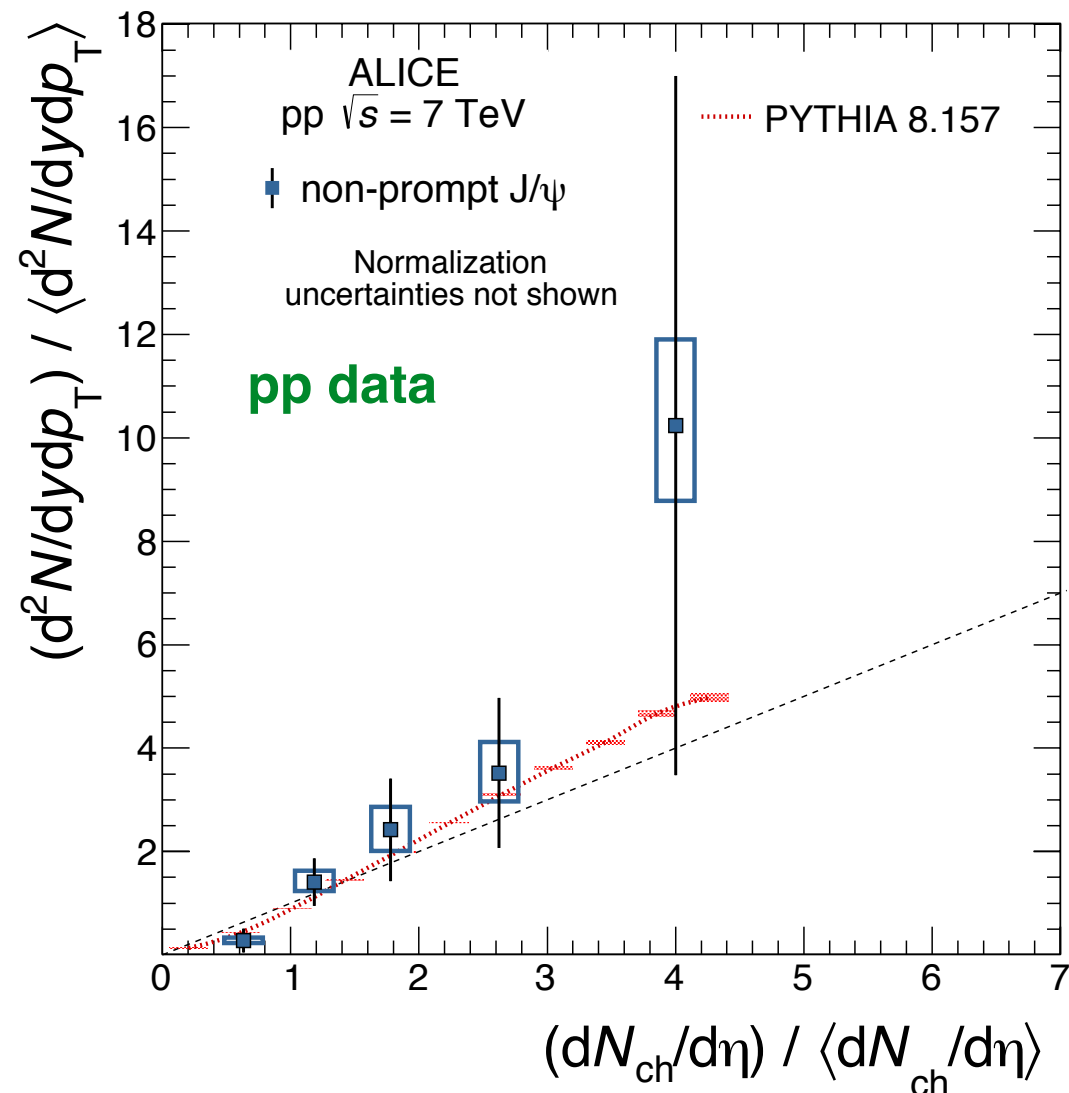 (d²N/dydp_T) / ⟨d²N/dydp_T⟩
18
16
14
12
10
8
6
4
2
ALICE
pp √s = 7 TeV
non-prompt J/ψ
Normalization
uncertainties not shown
pp data
PYTHIA 8.157
0 1 2 3 4 5 6 7
(dN_ch/dη) / ⟨dN_ch/dη⟩